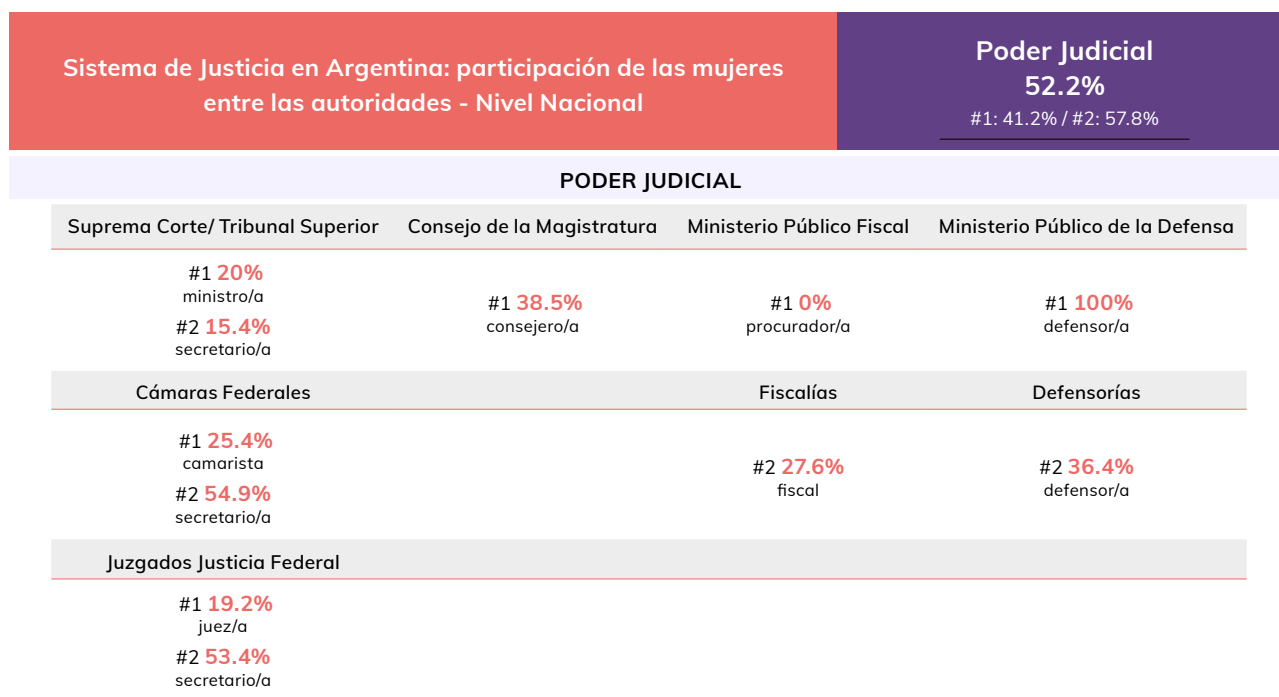 Sistema de Justicia en Argentina: participación de las mujeres
entre las autoridades - Nivel Nacional
Poder Judicial
52.2%
#1: 41.2% / #2: 57.8%
PODER JUDICIAL
Suprema Corte/ Tribunal Superior
Consejo de la Magistratura
Ministerio Público Fiscal
Ministerio Público de la Defensa
#1 20%
ministro/a
#2 15.4%
secretario/a
#1 38.5%
consejero/a
#1 0%
procurador/a
#1 100%
defensor/a
Cámaras Federales
Fiscalías
Defensorías
#1 25.4%
camarista
#2 54.9%
secretario/a
#2 27.6%
fiscal
#2 36.4%
defensor/a
Juzgados Justicia Federal
#1 19.2%
juez/a
#2 53.4%
secretario/a